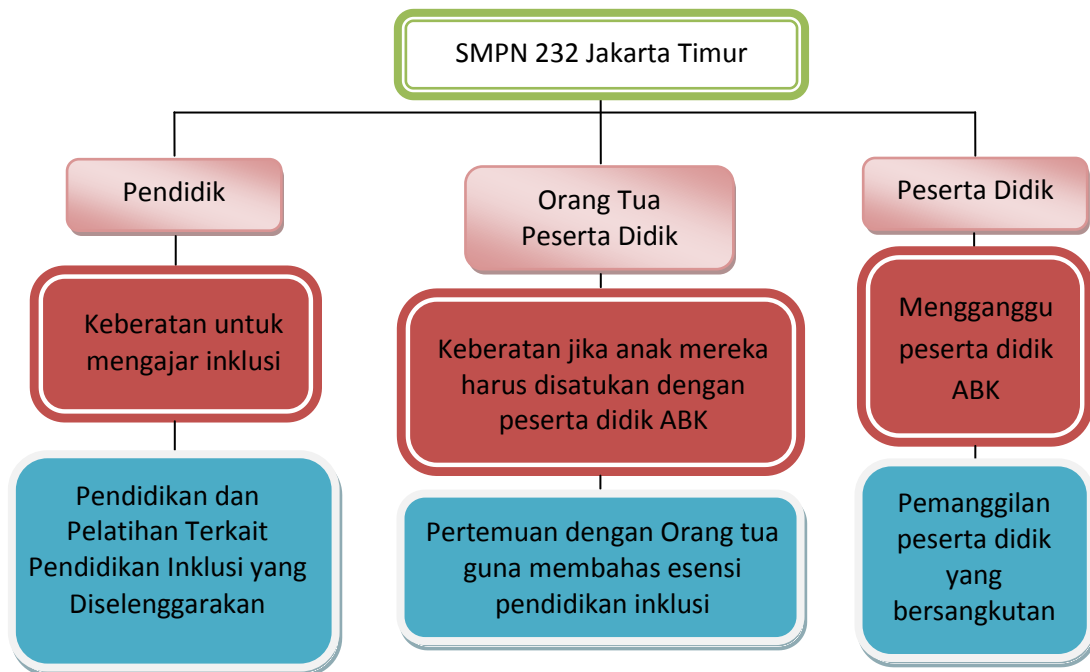 SMPN 232 Jakarta Timur
Pendidik
Orang Tua
Peserta Didik
Peserta Didik
Keberatan untuk
mengajar inklusi
Keberatan jika anak mereka
harus disatukan dengan
peserta didik ABK
Mengganggu
peserta didik
ABK
Pendidikan dan
Pelatihan Terkait
Pendidikan Inklusi yang
Diselenggarakan
Pertemuan dengan Orang tua
guna membahas esensi
pendidikan inklusi
Pemanggilan
peserta didik
yang
bersangkutan